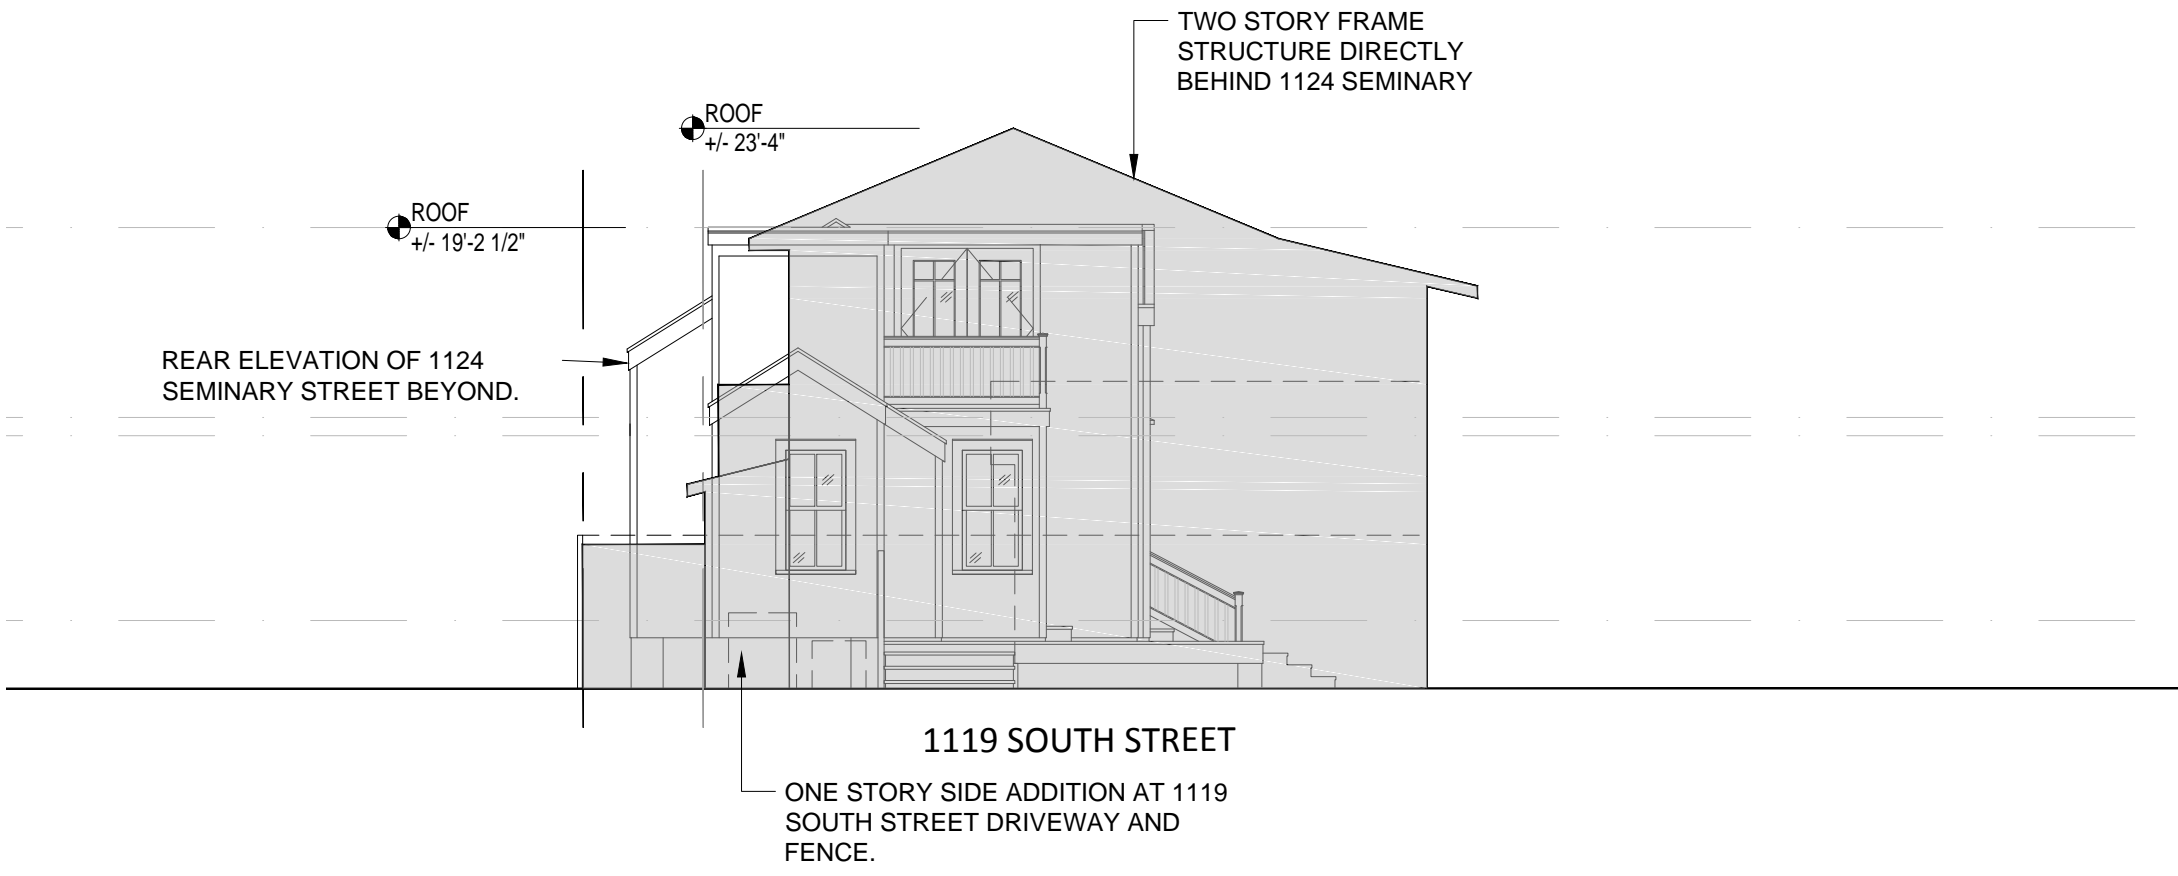 TWO STORY FRAME
STRUCTURE DIRECTLY
BEHIND 1124 SEMINARY
ROOF
+/- 23'-4"
ROOF
+/- 19'-2 1/2"
REAR ELEVATION OF 1124
SEMINARY STREET BEYOND.
1119 SOUTH STREET
ONE STORY SIDE ADDITION AT 1119
SOUTH STREET DRIVEWAY AND
FENCE.